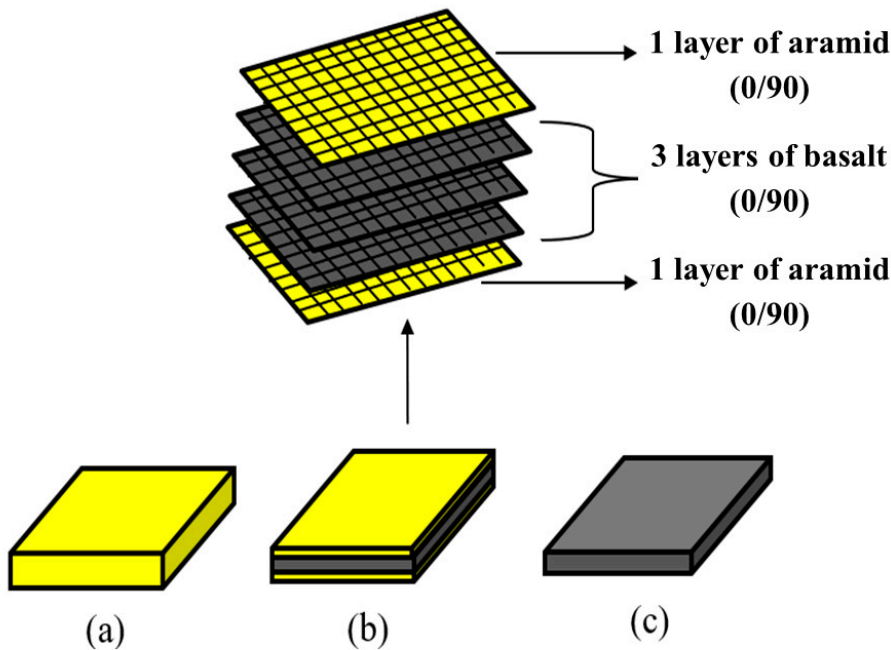 1 layer of aramid
(0/90)
3 layers of basalt
(0/90)
1 layer of aramid
(0/90)
(a) (b) (c)